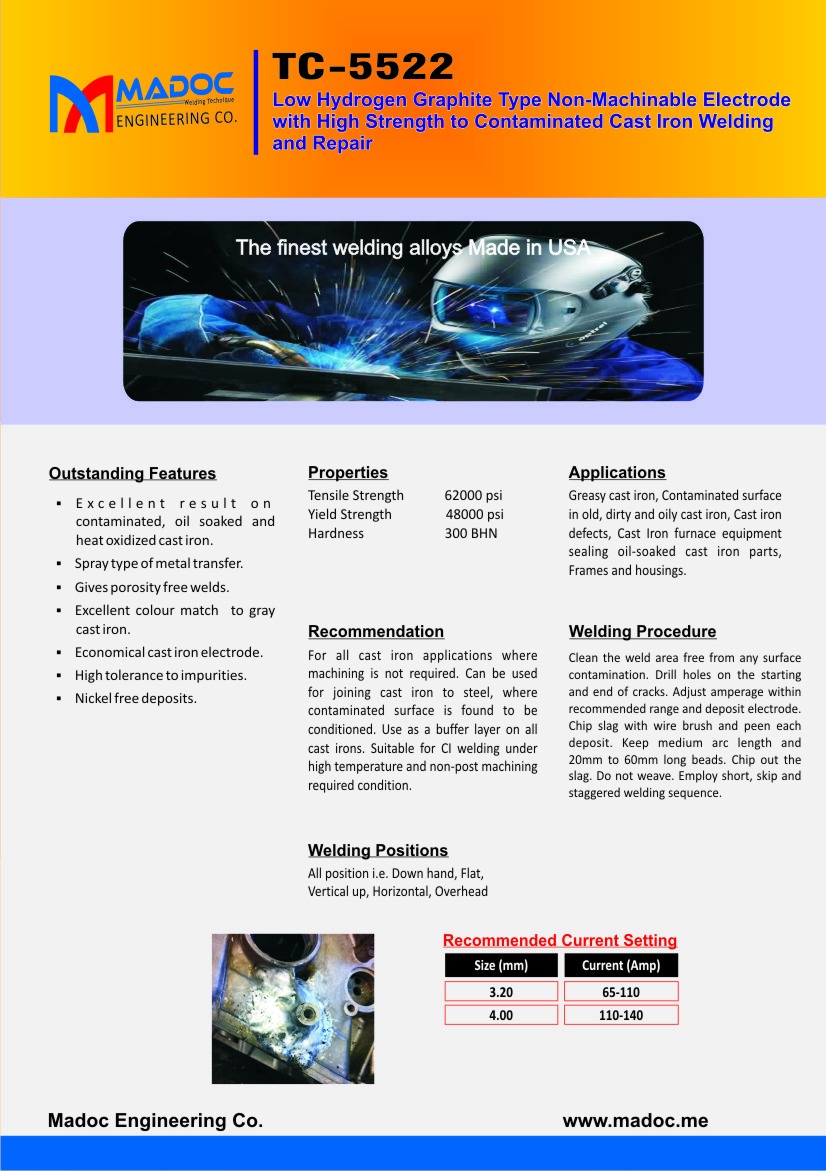 MADOC
Welding Technique
ENGINEERING CO.
TC-5522
Low Hydrogen Graphite Type Non-Machinable Electrode
with High Strength to Contaminated Cast Iron Welding
and Repair
The finest welding alloys Made in USA
optrel
Outstanding Features
▪ Excellent result on
contaminated, oil soaked and
heat oxidized cast iron.
▪ Spray type of metal transfer.
▪ Gives porosity free welds.
▪ Excellent colour match to gray
cast iron.
▪ Economical cast iron electrode.
▪ High tolerance to impurities.
▪ Nickel free deposits.
Properties
Tensile Strength 62000 psi
Yield Strength 48000 psi
Hardness 300 BHN
Applications
Greasy cast iron, Contaminated surface
in old, dirty and oily cast iron, Cast iron
defects, Cast Iron furnace equipment
sealing oil-soaked cast iron parts,
Frames and housings.
Recommendation
For all cast iron applications where
machining is not required. Can be used
for joining cast iron to steel, where
contaminated surface is found to be
conditioned. Use as a buffer layer on all
cast irons. Suitable for CI welding under
high temperature and non-post machining
required condition.
Welding Procedure
Clean the weld area free from any surface
contamination. Drill holes on the starting
and end of cracks. Adjust amperage within
recommended range and deposit electrode.
Chip slag with wire brush and peen each
deposit. Keep medium arc length and
20mm to 60mm long beads. Chip out the
slag. Do not weave. Employ short, skip and
staggered welding sequence.
Welding Positions
All position i.e. Down hand, Flat,
Vertical up, Horizontal, Overhead
Recommended Current Setting
Size (mm) Current (Amp)
3.20 65-110
4.00 110-140
Madoc Engineering Co. www.madoc.me